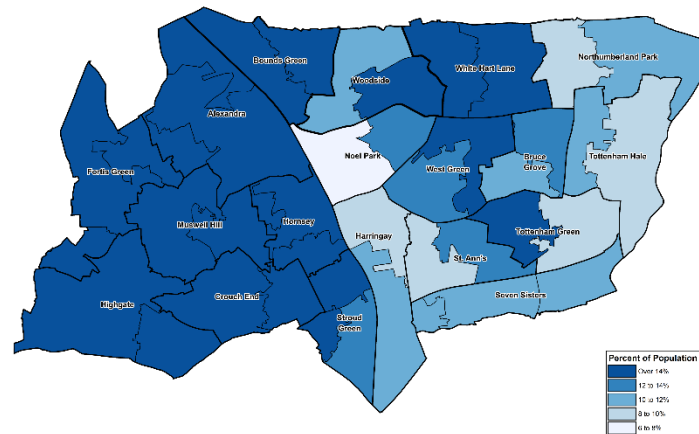 Bounds Green
Woodside
White Hart Lane
Northumberland Park
Alexandra
Noel Park
West Green
Bruce
Grove
Tottenham Hale
Fortis Green
Muswell Hill
Hornsey
Harringay
Tottenham Green
St. Ann's
Highgate
Crouch End
Stroud
Green
Seven Sisters
Percent of Population
Over 14%
12 to 14%
10 to 12%
8 to 10%
6 to 8%